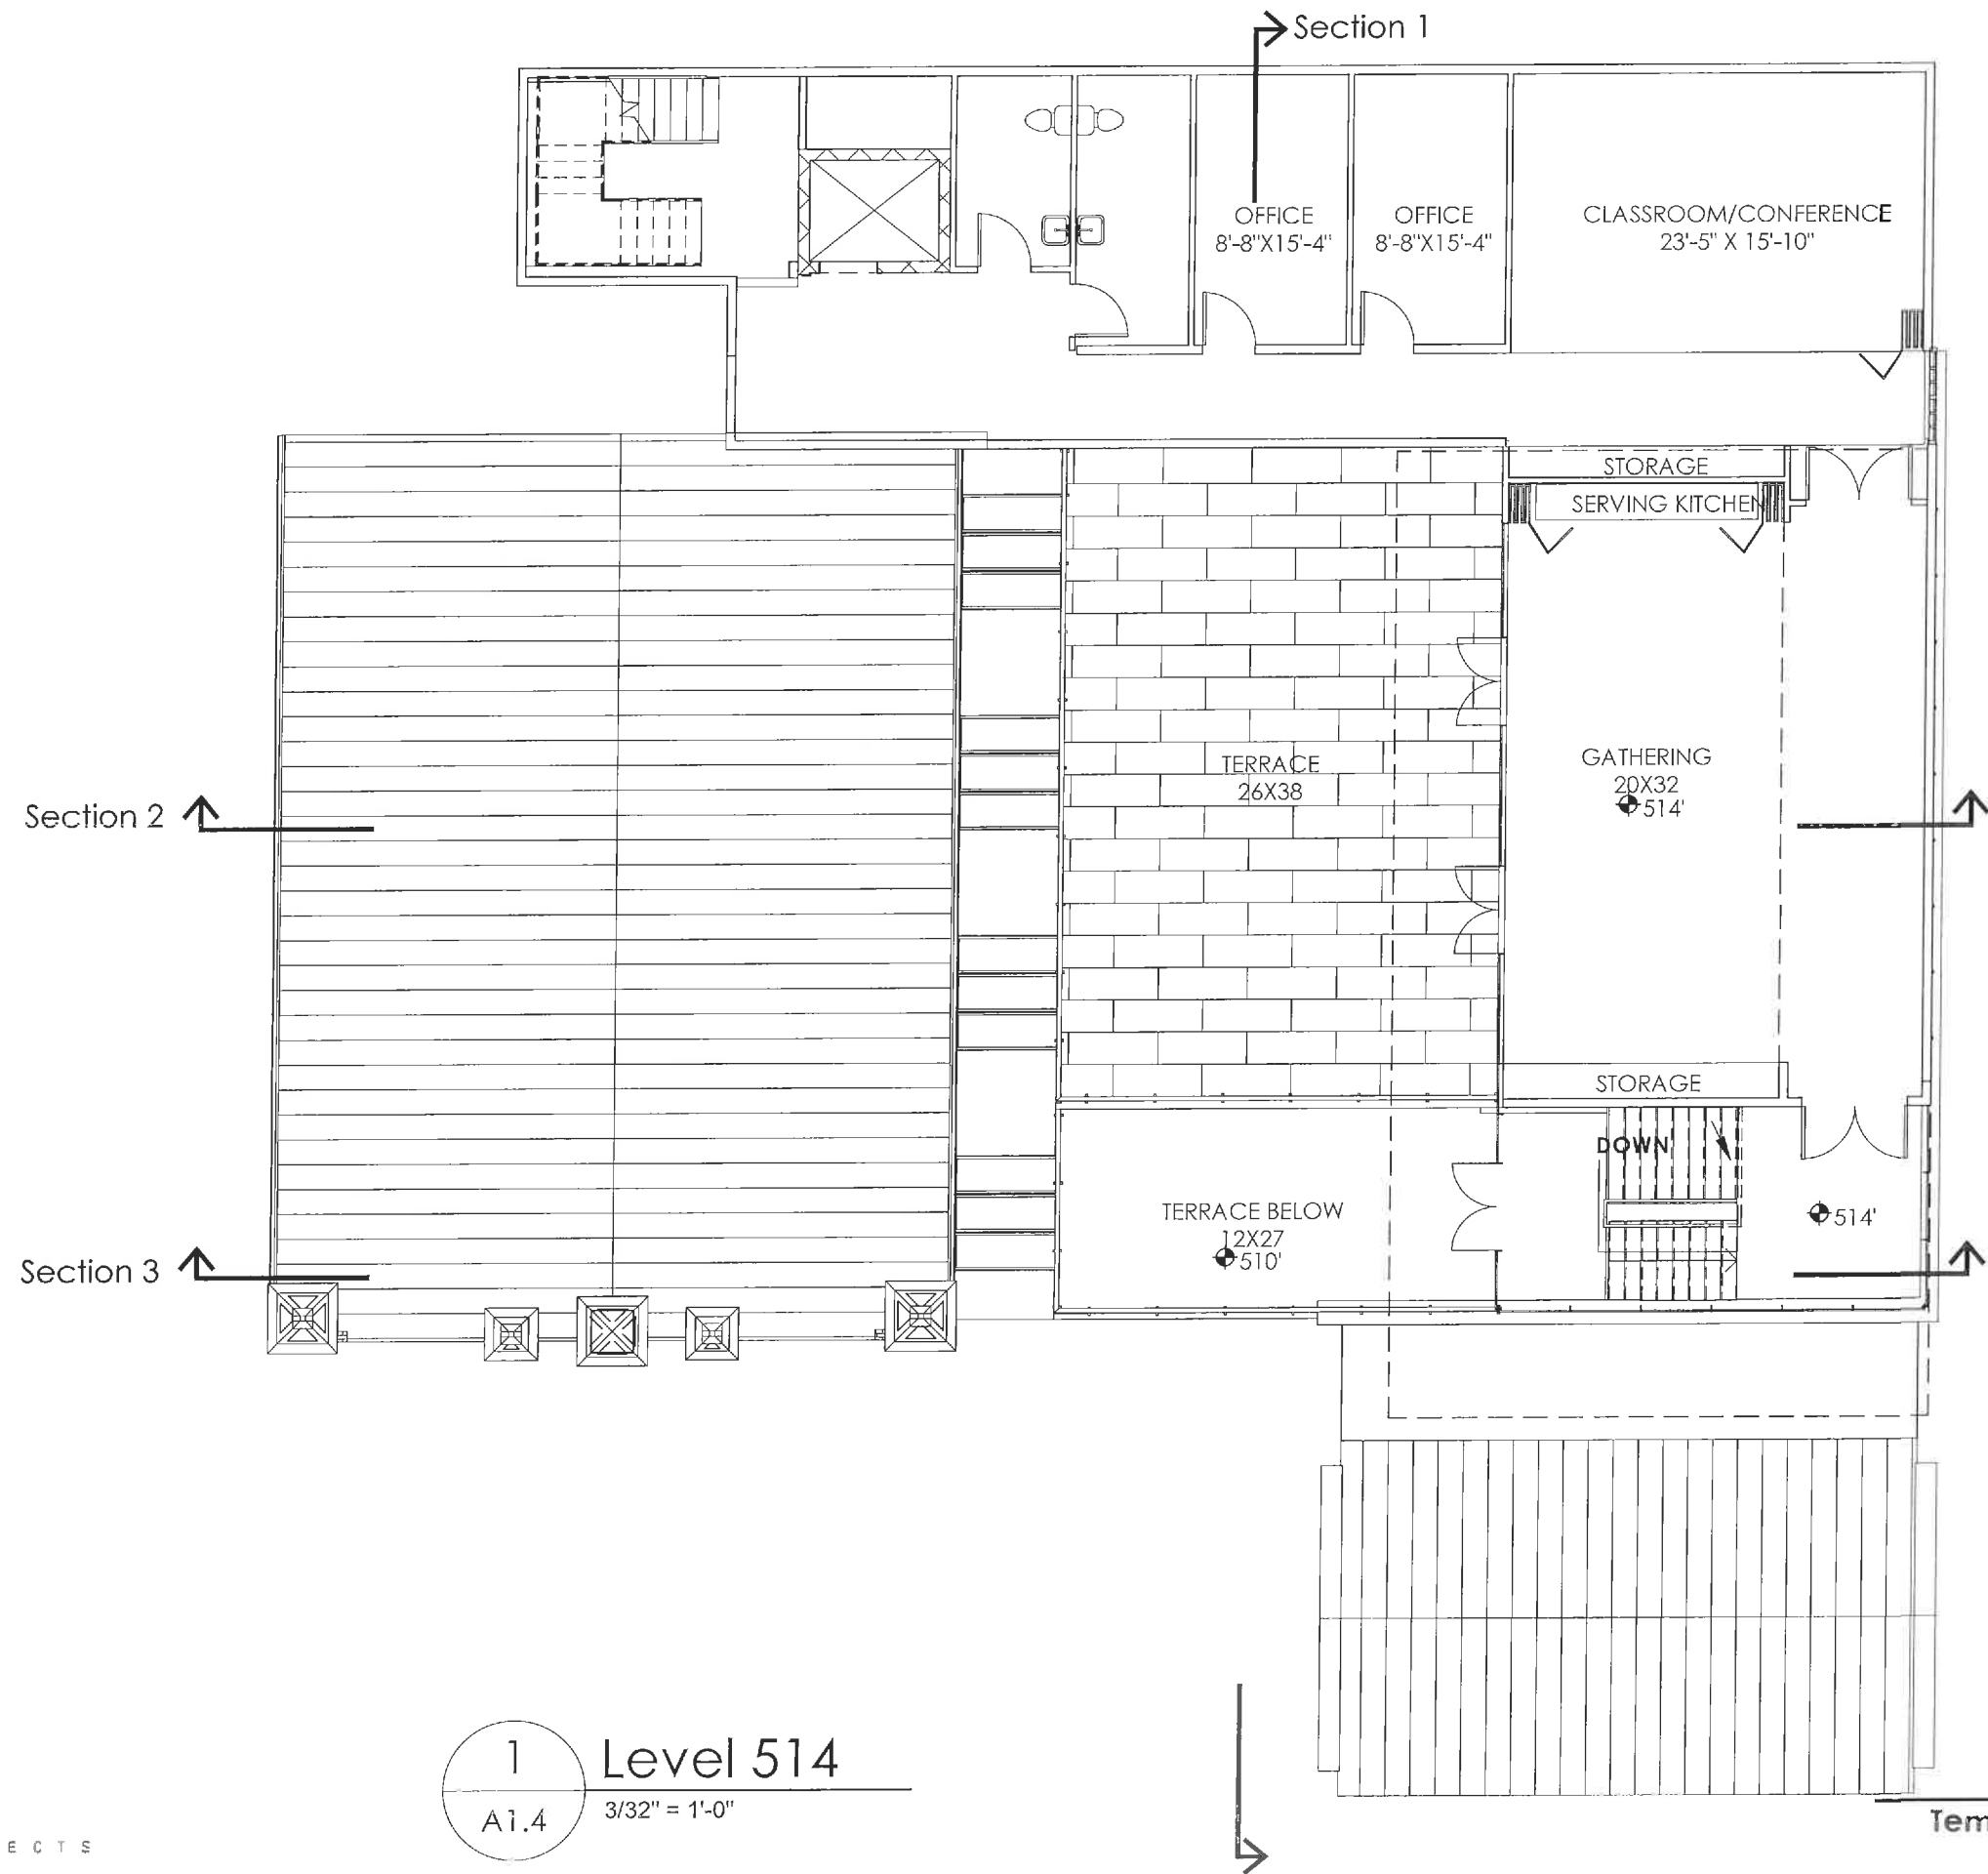 Section 1
OFFICE
8'-8"X15'-4"
OFFICE
8'-8"X15'-4"
CLASSROOM/CONFERENCE
23'-5" X 15'-10"
STORAGE
SERVING KITCHEN
TERRACE
26X38
GATHERING
20X32
514'
Section 2
STORAGE
DOWN
TERRACE BELOW
12X27
510'
514'
Section 3
1
A1.4
Level 514
3/32" = 1'-0"
E C T S
Tem